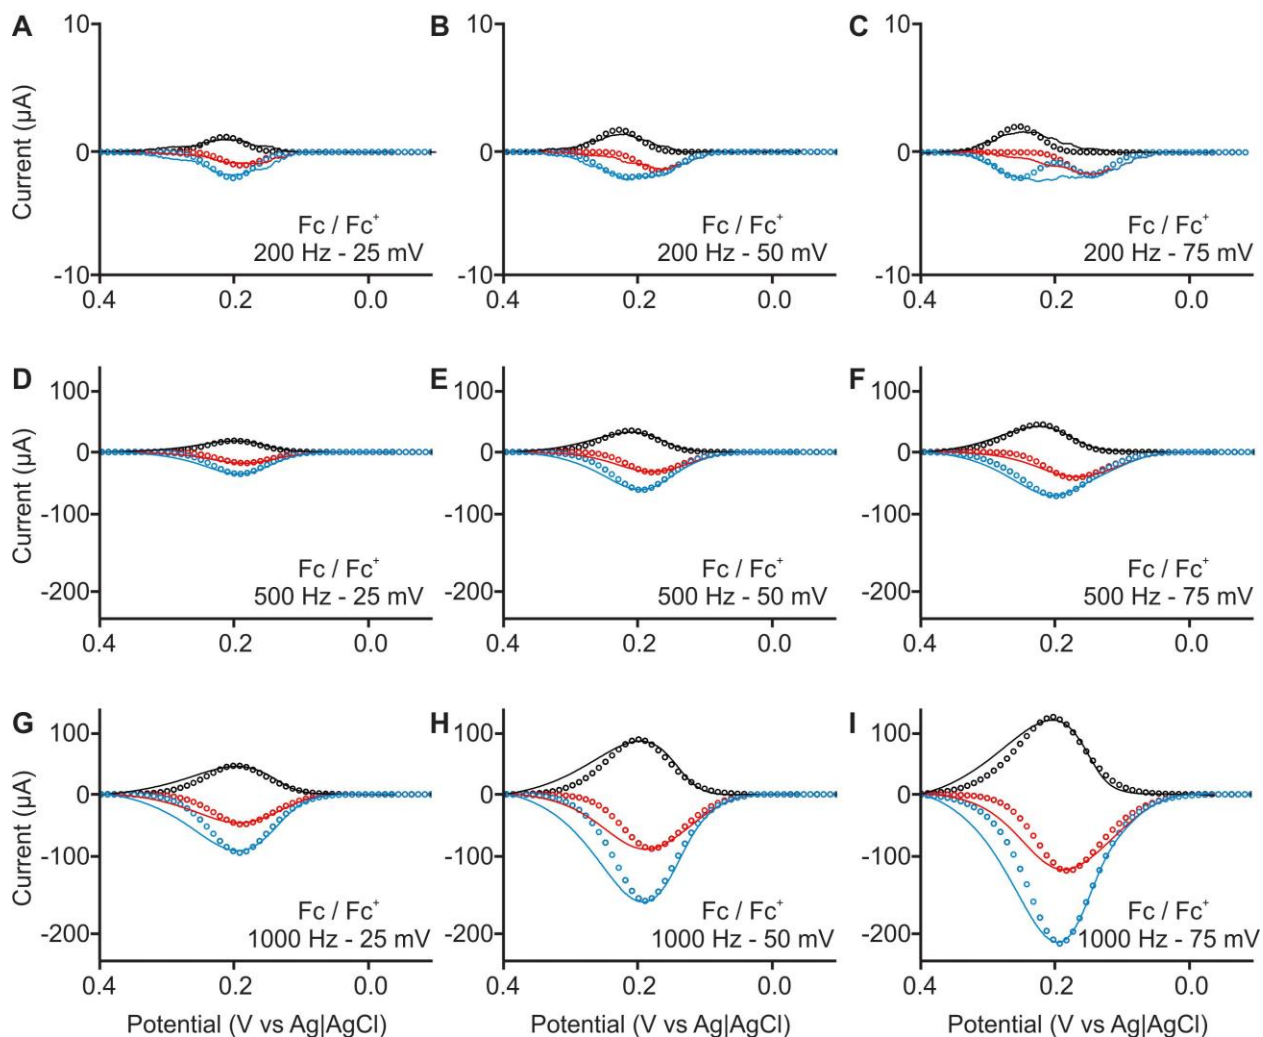 A
B
C
10
10
10
Current (µA)
0
0
0
Fc / Fc⁺
200 Hz - 25 mV
Fc / Fc⁺
200 Hz - 50 mV
Fc / Fc⁺
200 Hz - 75 mV
-10
-10
-10
0.4 0.2 0.0
0.4 0.2 0.0
0.4 0.2 0.0
D
E
F
100
100
100
Current (µA)
0
0
0
-100
-100
-100
Fc / Fc⁺
500 Hz - 25 mV
Fc / Fc⁺
500 Hz - 50 mV
Fc / Fc⁺
500 Hz - 75 mV
-200
-200
-200
0.4 0.2 0.0
0.4 0.2 0.0
0.4 0.2 0.0
G
H
I
100
100
100
Current (µA)
0
0
0
-100
-100
-100
Fc / Fc⁺
1000 Hz - 25 mV
Fc / Fc⁺
1000 Hz - 50 mV
Fc / Fc⁺
1000 Hz - 75 mV
-200
-200
-200
0.4 0.2 0.0
0.4 0.2 0.0
0.4 0.2 0.0
Potential (V vs Ag|AgCl)
Potential (V vs Ag|AgCl)
Potential (V vs Ag|AgCl)